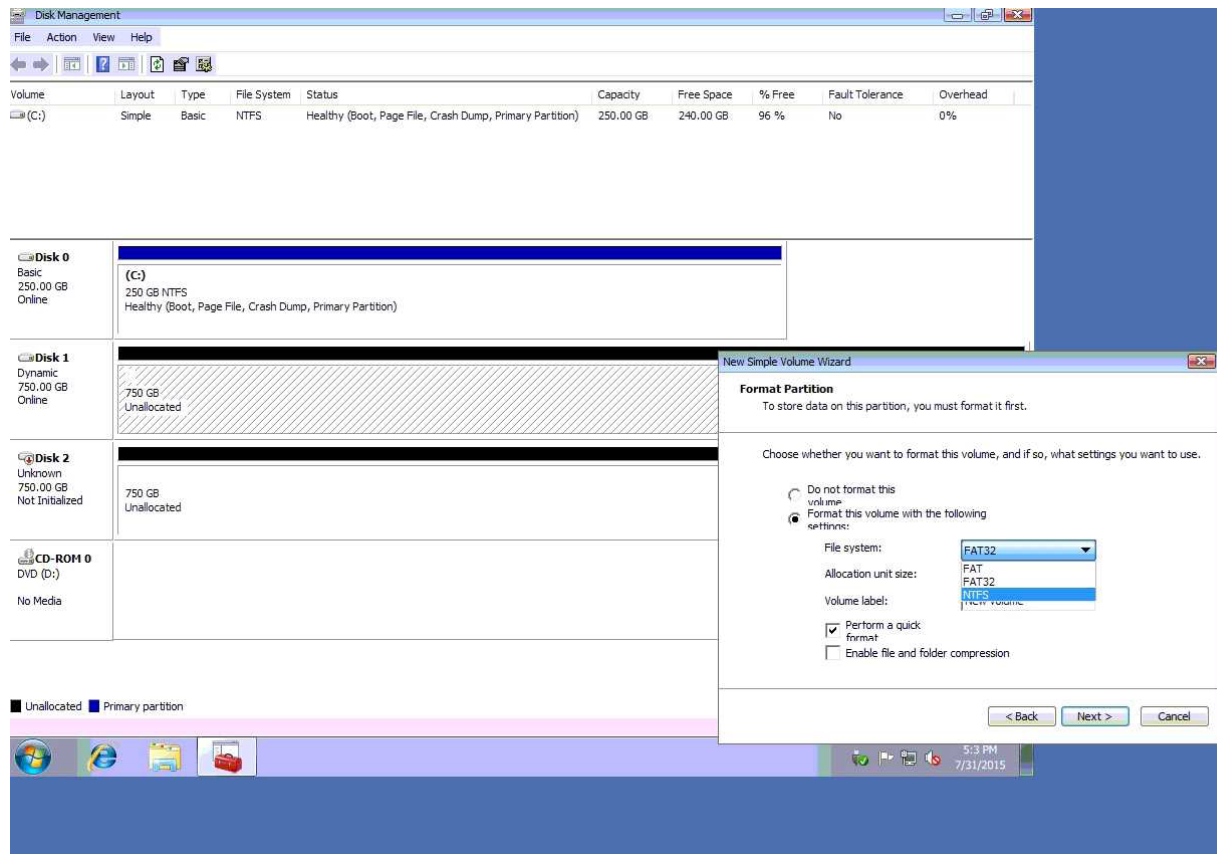 Disk Management
File Action View Help
Volume Layout Type File System Status Capacity Free Space % Free Fault Tolerance Overhead
(C:) Simple Basic NTFS Healthy (Boot, Page File, Crash Dump, Primary Partition) 250.00 GB 240.00 GB 96 % No 0%
Disk 0
Basic
250.00 GB
Online
(C:)
250 GB NTFS
Healthy (Boot, Page File, Crash Dump, Primary Partition)
Disk 1
Dynamic
750.00 GB
Online
750 GB
Unallocated
Disk 2
Unknown
750.00 GB
Not Initialized
750 GB
Unallocated
CD-ROM 0
DVD (D:)
No Media
Unallocated Primary partition
New Simple Volume Wizard
Format Partition
To store data on this partition, you must format it first.
Choose whether you want to format this volume, and if so, what settings you want to use.
Do not format this
volume
Format this volume with the following
settings:
File system: FAT32
FAT
Allocation unit size: FAT32
NTFS
Volume label: New Volume
Perform a quick
format
Enable file and folder compression
< Back Next > Cancel
5:3 PM
7/31/2015